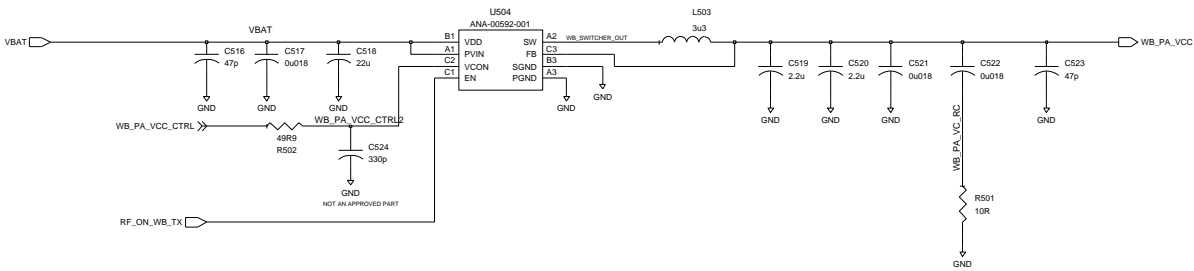 U504
ANA-00592-001
VBAT
VBAT
B1 VDD
A1 PVIN
C2 VCON
C1 EN
SW A2
FB C3
SGND B3
PGND A3
WB_SWITCHER_OUT
L503
3u3
WB_PA_VCC
C516
47p
GND
C517
0u018
GND
C518
22u
GND
GND
GND
C519
2.2u
GND
C520
2.2u
GND
C521
0u018
GND
C522
0u018
C523
47p
GND
WB_PA_VCC_CTRL
49R9
R502
WB_PA_VCC_CTRL2
C524
330p
GND
NOT AN APPROVED PART
WB_PA_VC_RC
R501
10R
GND
RF_ON_WB_TX